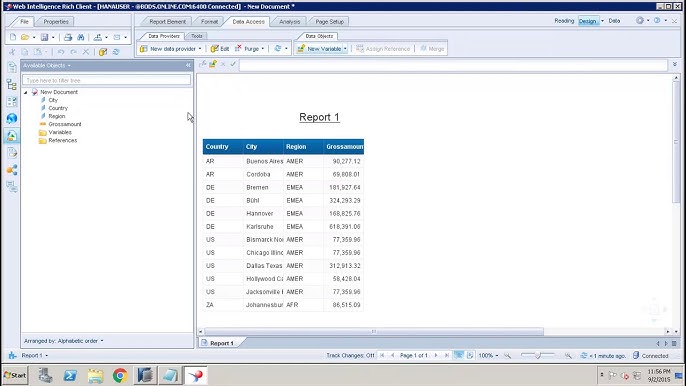 Web Intelligence Rich Client - [HANAUSER - @BODS.ONLINE.COM:6400 Connected] - New Document *
File Properties Report Element Format Data Access Analysis Page Setup Reading Design Data
Data Providers Tools Data Objects
New data provider Edit Purge New Variable Assign Reference Merge
Available Objects
Type here to filter tree
New Document
City
Country
Region
Grossamount
Variables
References
Report 1
Country City Region Grossamount
AR Buenos Aires AMER 90,277.12
AR Cordoba AMER 69,808.01
DE Bremen EMEA 181,927.64
DE Bühl EMEA 324,293.29
DE Hannover EMEA 168,825.76
DE Karlsruhe EMEA 618,391.06
US Bismarck Nor AMER 77,359.96
US Chicago Illino AMER 77,359.96
US Dallas Texas AMER 312,913.32
US Hollywood Ca AMER 58,428.04
US Jacksonville F AMER 77,359.96
ZA Johannesbur AFR 86,515.09
Arranged by: Alphabetic order
Report 1
Report 1 Track Changes: Off Page 1 of 1 100% < 1 minute ago Connected
Start 11:56 PM
9/2/2015